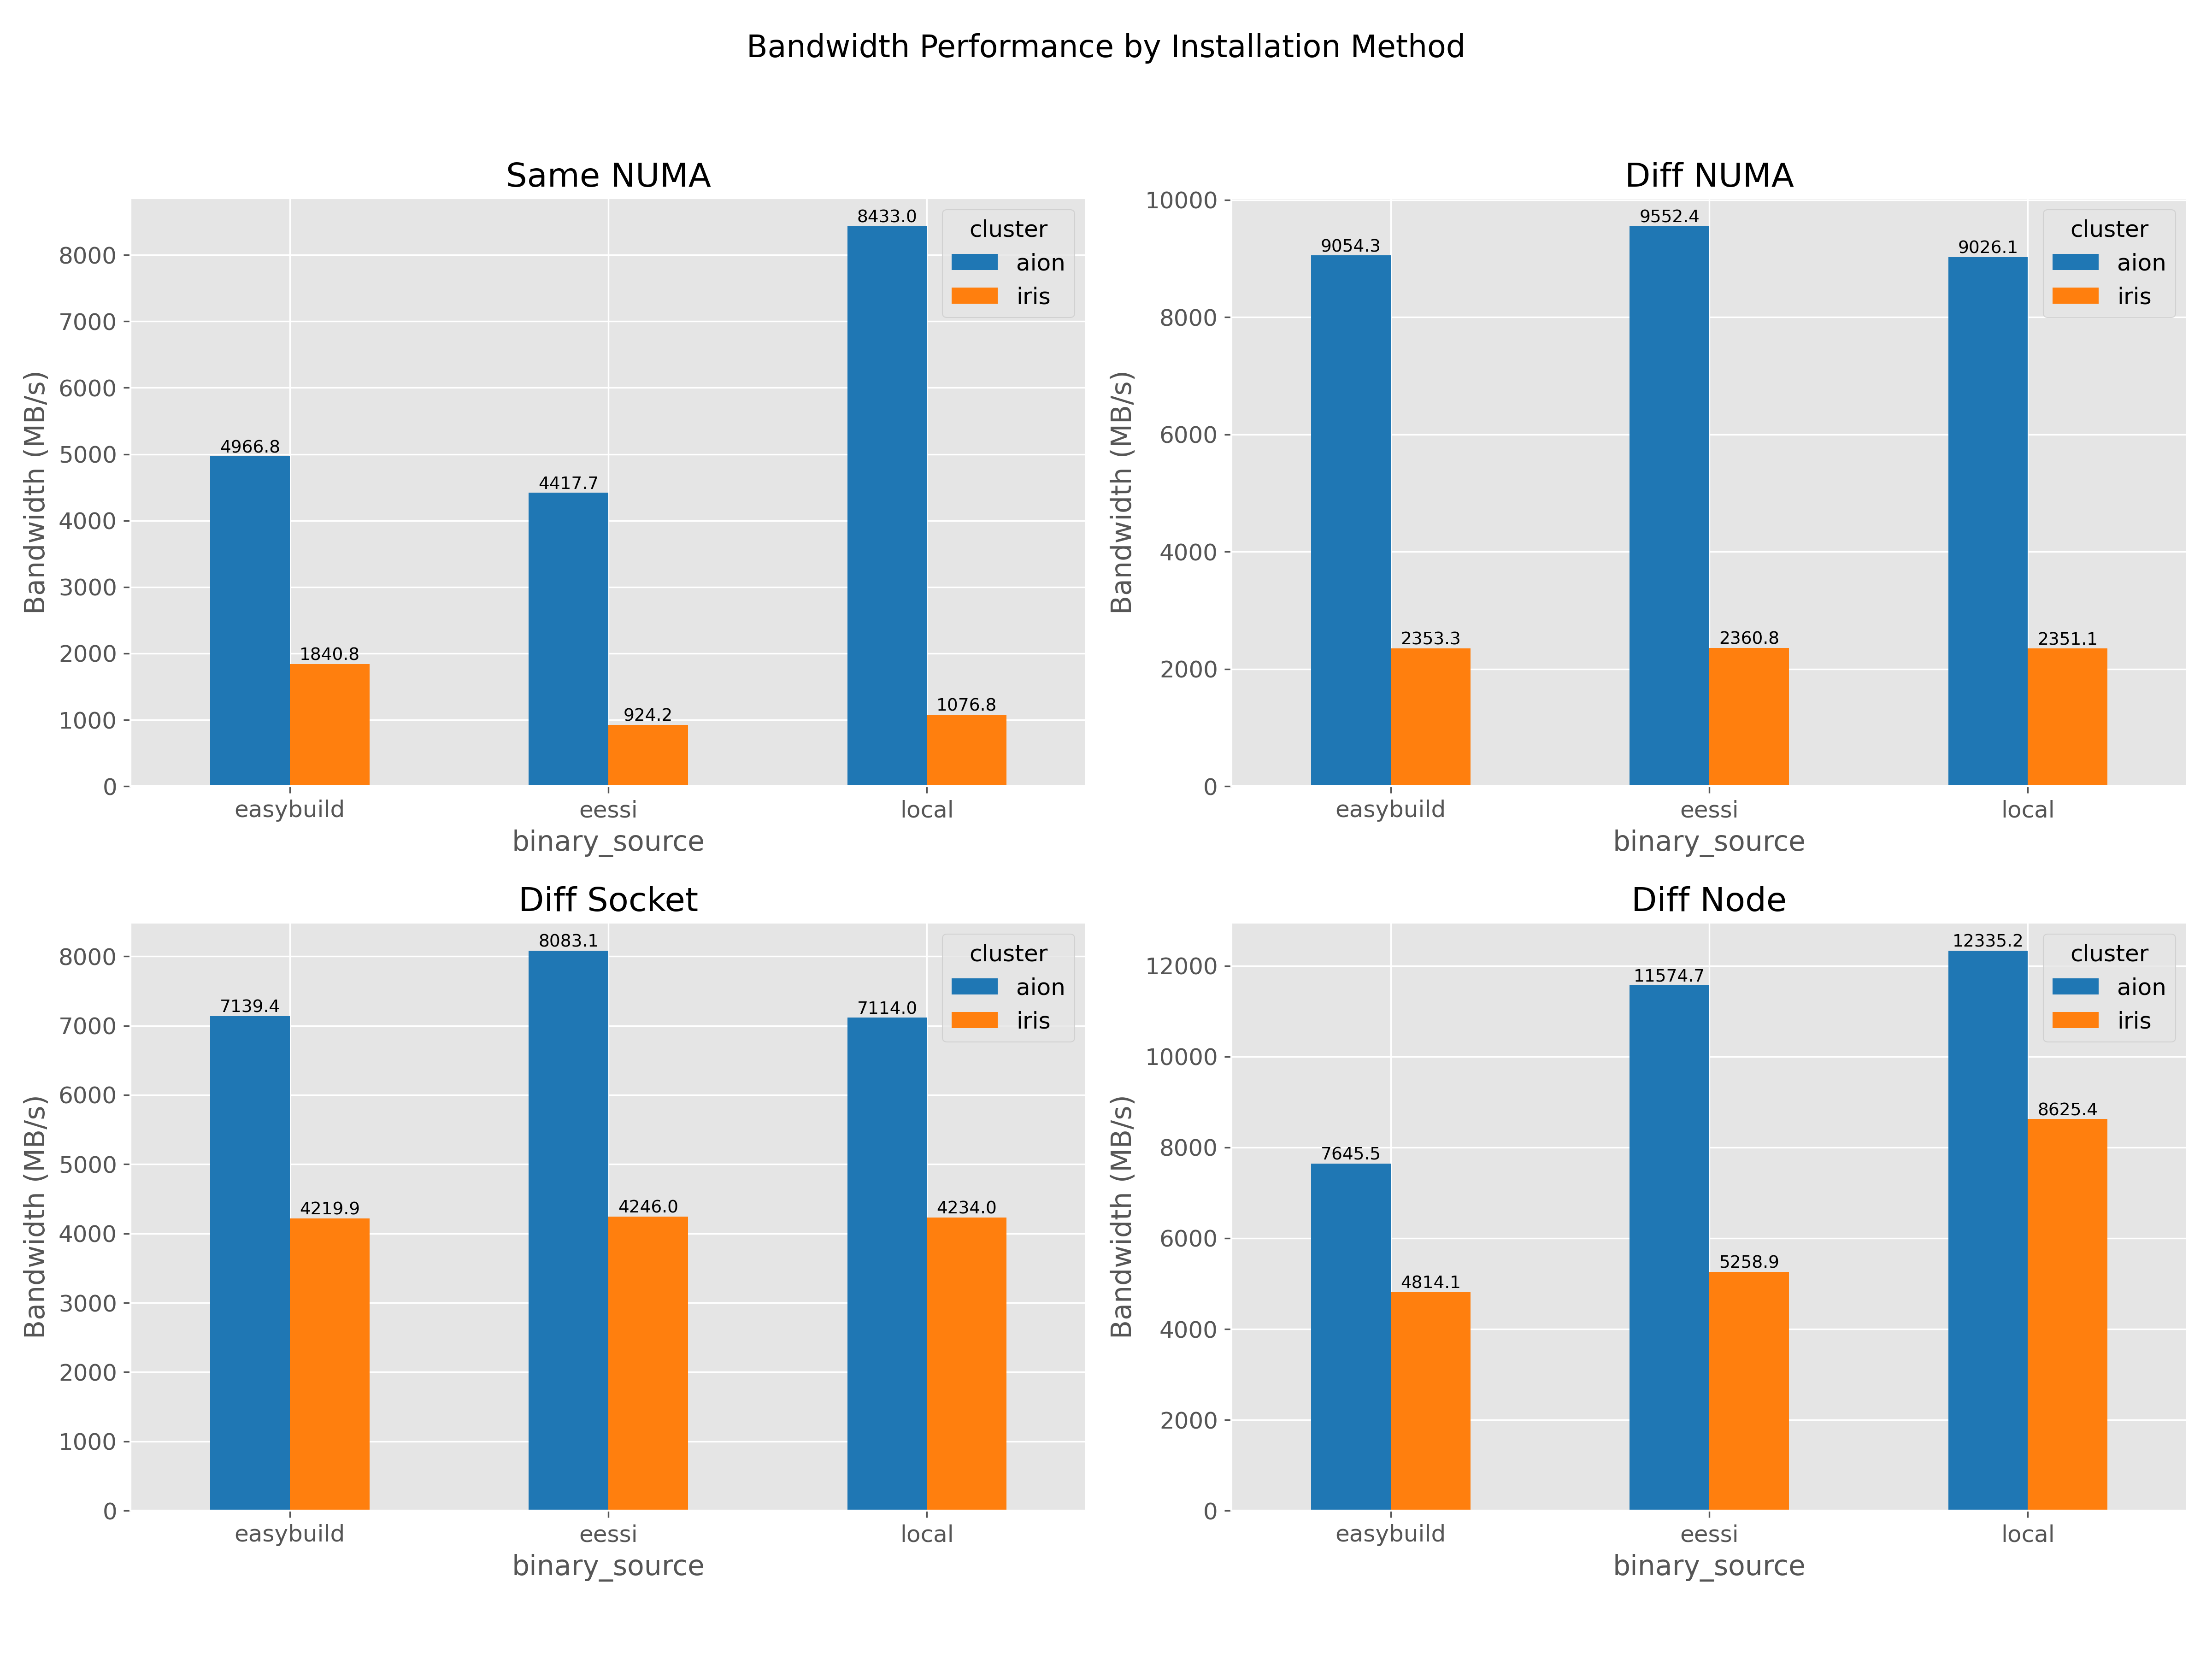 Bandwidth Performance by Installation Method
Same NUMA
Bandwidth (MB/s)
8000
7000
6000
5000
4000
3000
2000
1000
0
4966.8
1840.8
4417.7
924.2
8433.0
1076.8
cluster
aion
iris
easybuild
eessi
local
binary_source
Diff NUMA
Bandwidth (MB/s)
10000
8000
6000
4000
2000
0
9054.3
2353.3
9552.4
2360.8
9026.1
2351.1
cluster
aion
iris
easybuild
eessi
local
binary_source
Diff Socket
Bandwidth (MB/s)
8000
7000
6000
5000
4000
3000
2000
1000
0
7139.4
4219.9
8083.1
4246.0
7114.0
4234.0
cluster
aion
iris
easybuild
eessi
local
binary_source
Diff Node
Bandwidth (MB/s)
12000
10000
8000
6000
4000
2000
0
7645.5
4814.1
11574.7
5258.9
12335.2
8625.4
cluster
aion
iris
easybuild
eessi
local
binary_source